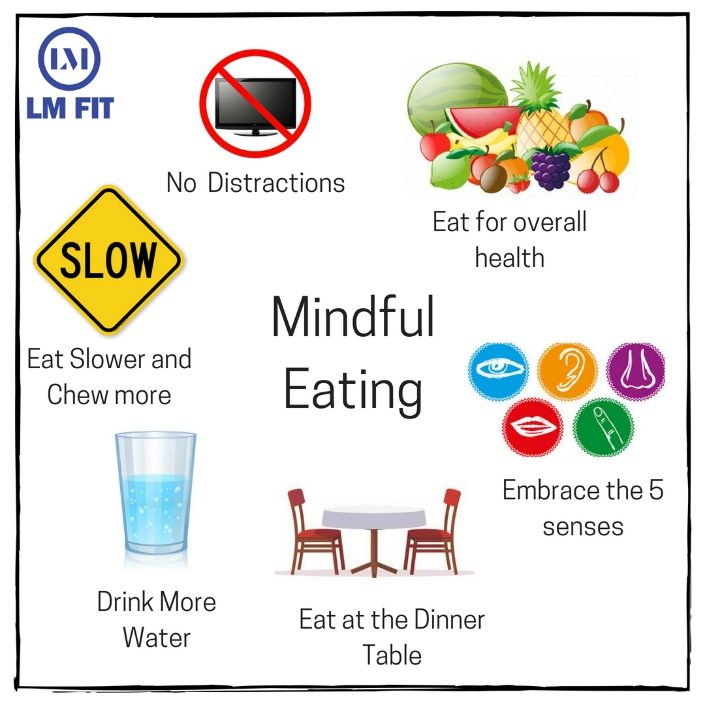 LM
LM FIT
No Distractions
Eat for overall
health
SLOW
Eat Slower and
Chew more
Mindful
Eating
Embrace the 5
senses
Drink More
Water
Eat at the Dinner
Table